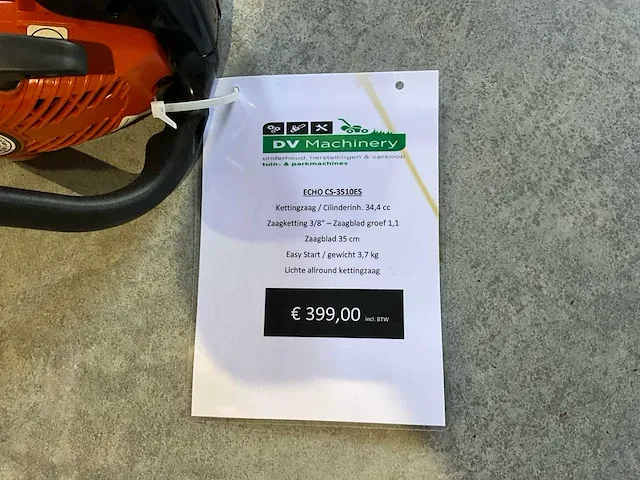 DV Machinery
onderhoud, herstellingen & verkoop
tuin- & parkmachines
ECHO CS-3510ES
Kettingzaag / Cilinderinh. 34,4 cc
Zaagketting 3/8" – Zaagblad groef 1,1
Zaagblad 35 cm
Easy Start / gewicht 3,7 kg
Lichte allround kettingzaag
€ 399,00 incl. BTW